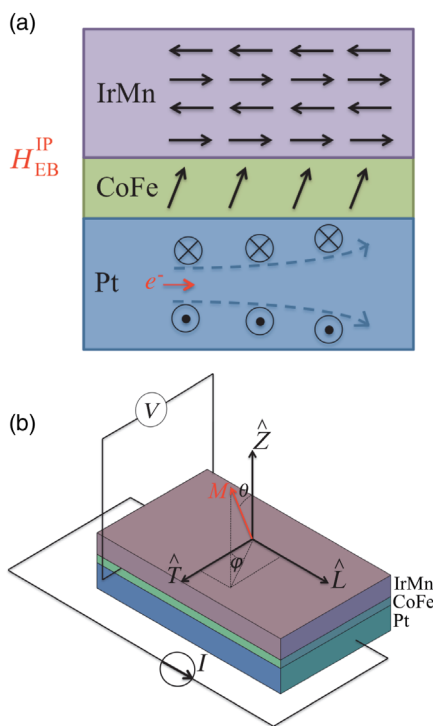 (a)
IrMn
H_EB^IP
CoFe
Pt
e⁻
(b)
V
Ẑ
M
θ
T̂
φ
L̂
IrMn
CoFe
Pt
I